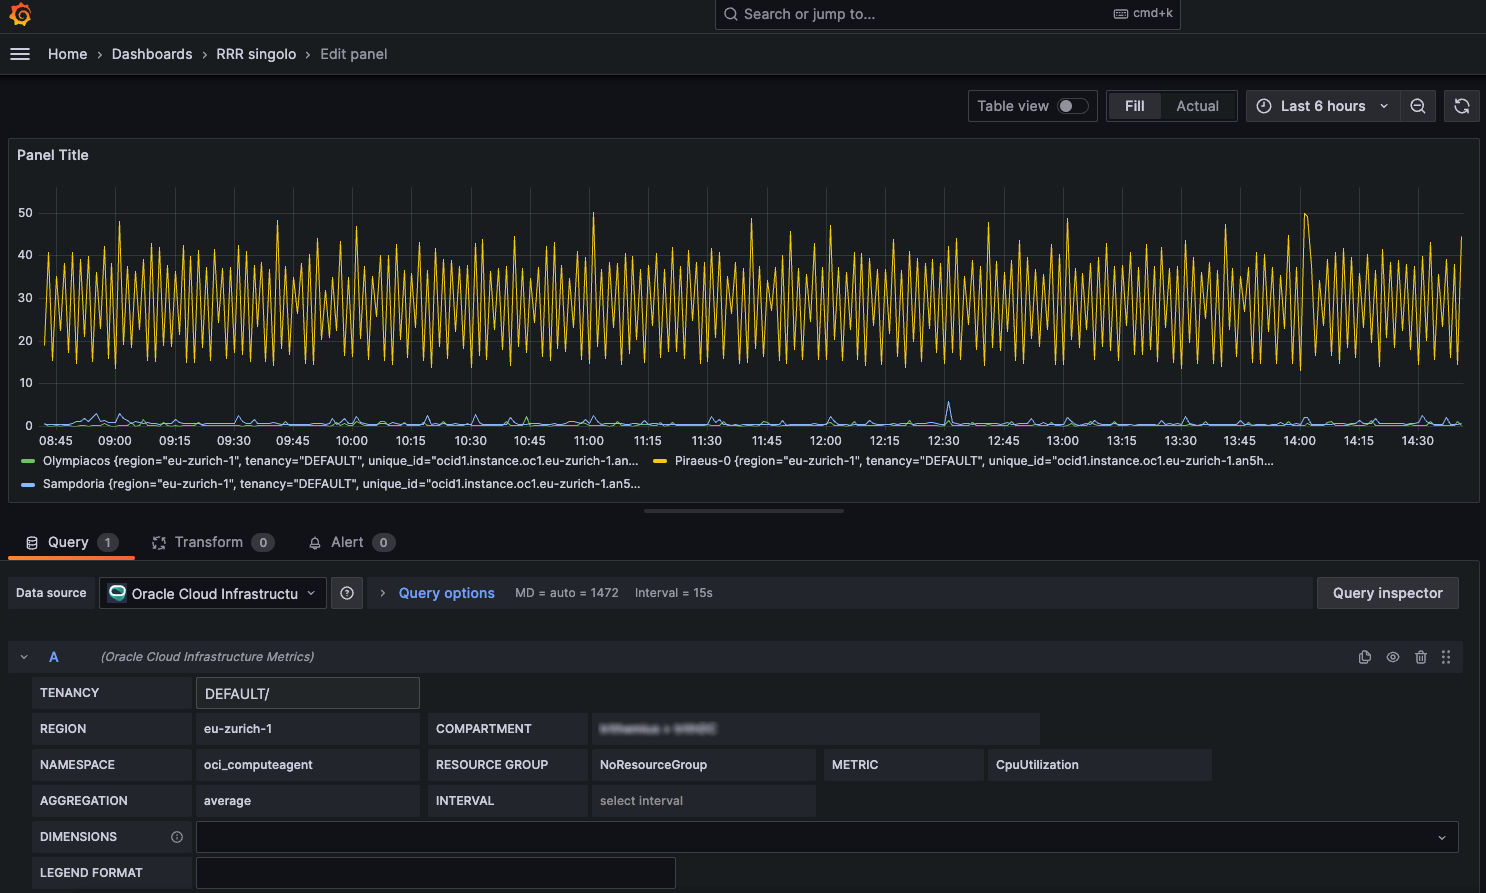 Search or jump to... cmd+k
Home › Dashboards › RRR singolo › Edit panel
Table view Fill Actual Last 6 hours
Panel Title
50
40
30
20
10
0
08:45 09:00 09:15 09:30 09:45 10:00 10:15 10:30 10:45 11:00 11:15 11:30 11:45 12:00 12:15 12:30 12:45 13:00 13:15 13:30 13:45 14:00 14:15 14:30
Olympiacos {region="eu-zurich-1", tenancy="DEFAULT", unique_id="ocid1.instance.oc1.eu-zurich-1.an... Piraeus-0 {region="eu-zurich-1", tenancy="DEFAULT", unique_id="ocid1.instance.oc1.eu-zurich-1.an5h...
Sampdoria {region="eu-zurich-1", tenancy="DEFAULT", unique_id="ocid1.instance.oc1.eu-zurich-1.an5...
Query 1 Transform 0 Alert 0
Data source Oracle Cloud Infrastructu Query options MD = auto = 1472 Interval = 15s Query inspector
A (Oracle Cloud Infrastructure Metrics)
TENANCY DEFAULT/
REGION eu-zurich-1 COMPARTMENT
NAMESPACE oci_computeagent RESOURCE GROUP NoResourceGroup METRIC CpuUtilization
AGGREGATION average INTERVAL select interval
DIMENSIONS
LEGEND FORMAT